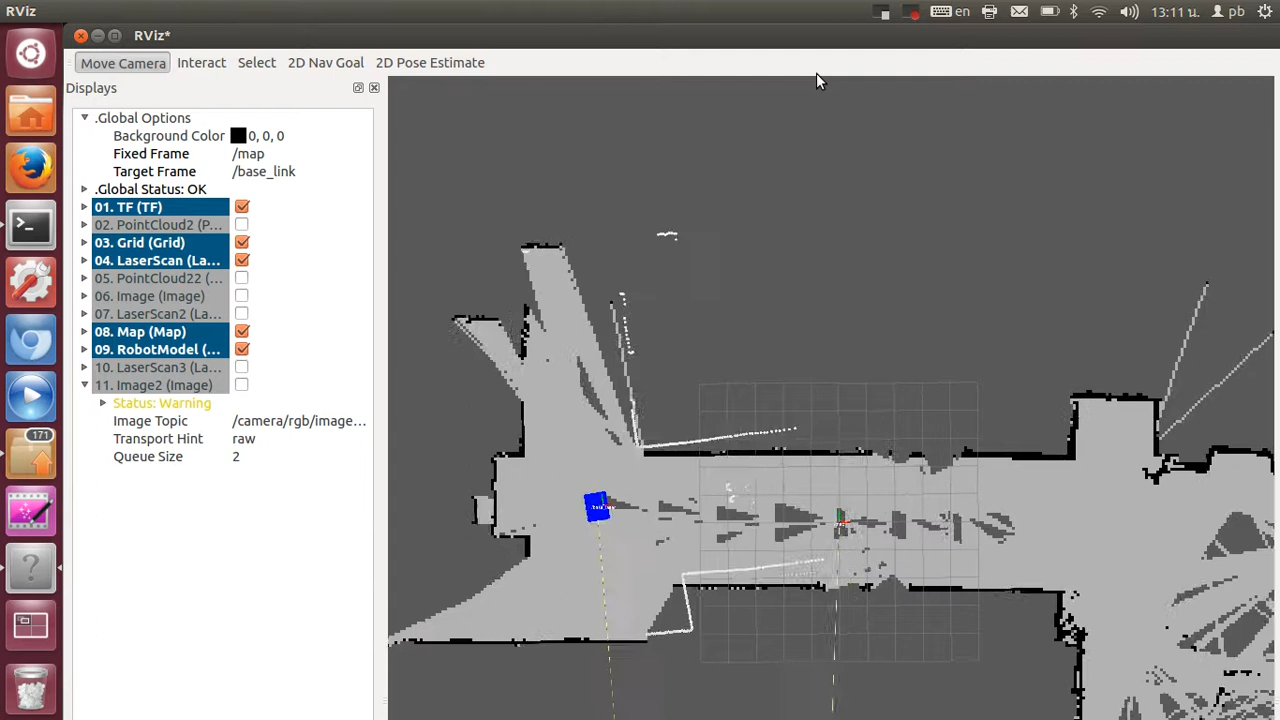 RViz
en
13:11 น.
pb
RViz*
Move Camera
Interact
Select
2D Nav Goal
2D Pose Estimate
Displays
.Global Options
Background Color 0, 0, 0
Fixed Frame /map
Target Frame /base_link
.Global Status: OK
01. TF (TF)
02. PointCloud2 (P...
03. Grid (Grid)
04. LaserScan (La...
05. PointCloud22 (...
06. Image (Image)
07. LaserScan2 (La...
08. Map (Map)
09. RobotModel (...
10. LaserScan3 (La...
11. Image2 (Image)
Status: Warning
Image Topic /camera/rgb/image...
Transport Hint raw
Queue Size 2
171